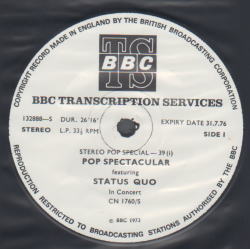 COPYRIGHT RECORD MADE IN ENGLAND BY THE BRITISH BROADCASTING CORPORATION.
TS
BBC
BBC TRANSCRIPTION SERVICES
132880—S DUR. 26'16" EXPIRY DATE 31.7.76
STEREO L.P. 33⅓ RPM SIDE 1
STEREO POP SPECIAL—39 (i)
POP SPECTACULAR
featuring
STATUS QUO
In Concert
CN 1760/S
© BBC 1973
REPRODUCTION RESTRICTED TO BROADCASTING STATIONS AUTHORISED BY THE BBC